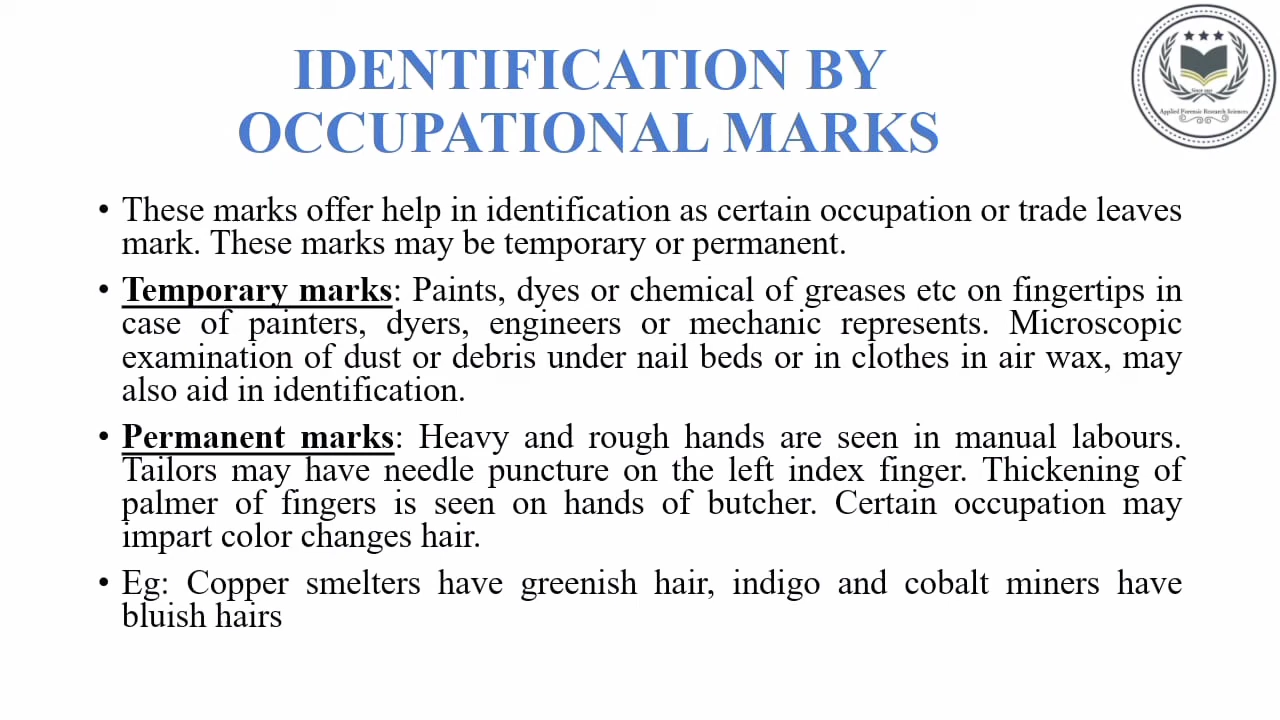 IDENTIFICATION BY
OCCUPATIONAL MARKS
Since 1991
Applied Forensic Research Sciences
• These marks offer help in identification as certain occupation or trade leaves
mark. These marks may be temporary or permanent.
• Temporary marks: Paints, dyes or chemical of greases etc on fingertips in
case of painters, dyers, engineers or mechanic represents. Microscopic
examination of dust or debris under nail beds or in clothes in air wax, may
also aid in identification.
• Permanent marks: Heavy and rough hands are seen in manual labours.
Tailors may have needle puncture on the left index finger. Thickening of
palmer of fingers is seen on hands of butcher. Certain occupation may
impart color changes hair.
• Eg: Copper smelters have greenish hair, indigo and cobalt miners have
bluish hairs